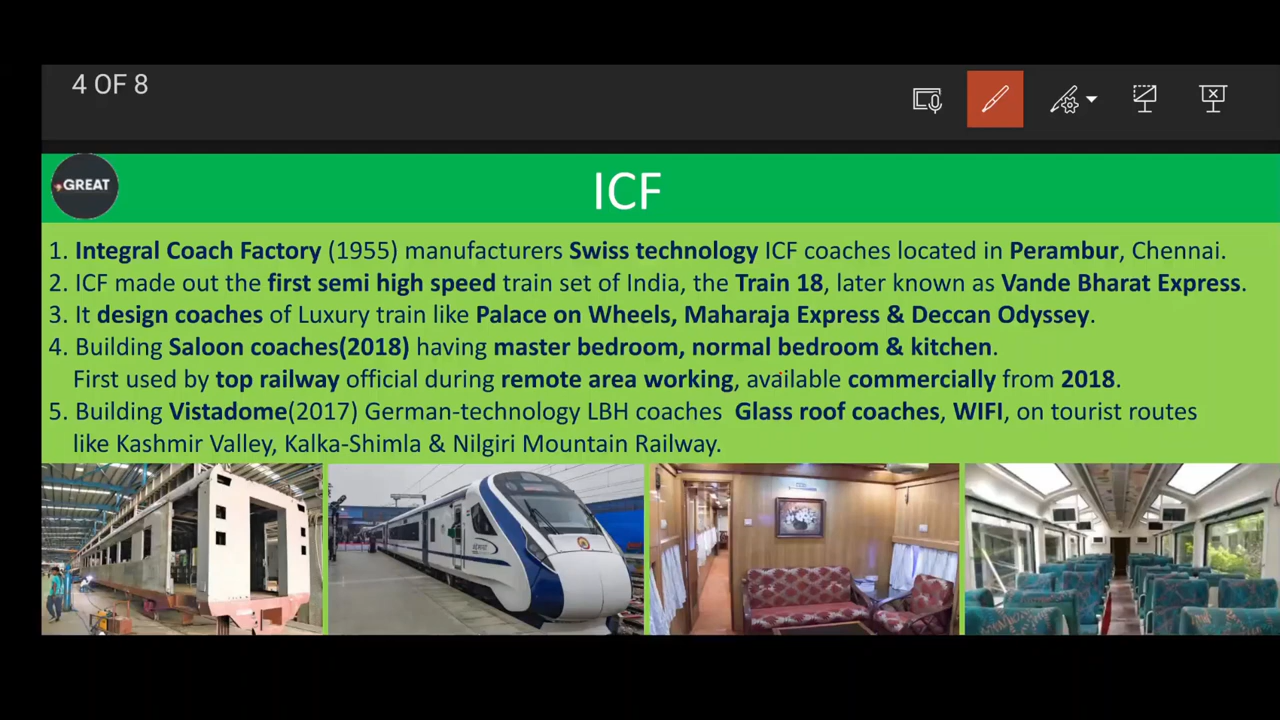 4 OF 8
GREAT
ICF
1. Integral Coach Factory (1955) manufacturers Swiss technology ICF coaches located in Perambur, Chennai.
2. ICF made out the first semi high speed train set of India, the Train 18, later known as Vande Bharat Express.
3. It design coaches of Luxury train like Palace on Wheels, Maharaja Express & Deccan Odyssey.
4. Building Saloon coaches(2018) having master bedroom, normal bedroom & kitchen.
First used by top railway official during remote area working, available commercially from 2018.
5. Building Vistadome(2017) German-technology LBH coaches Glass roof coaches, WIFI, on tourist routes
like Kashmir Valley, Kalka-Shimla & Nilgiri Mountain Railway.